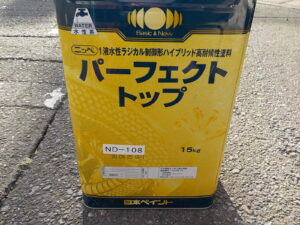 WATER
水性系
Basic & New
ニッペ 1液水性ラジカル制御形ハイブリッド高耐候性塗料
パーフェクト
トップ
ND-108
15kg
日本ペイント